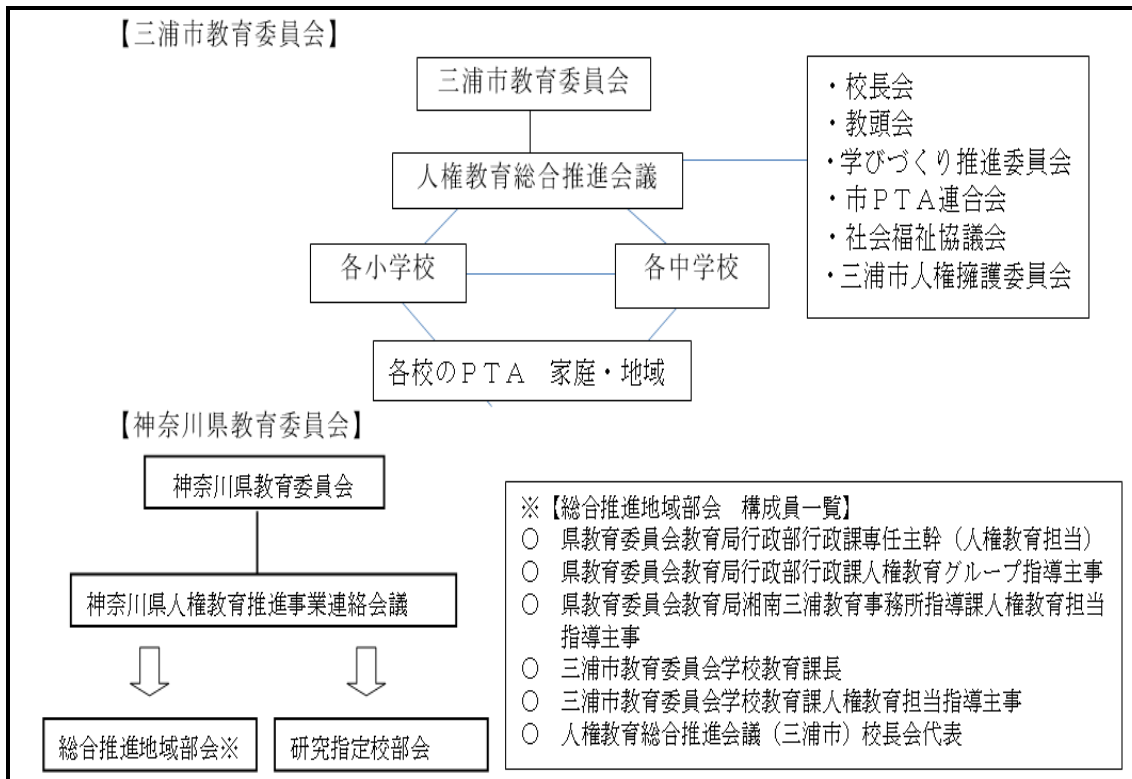 【三浦市教育委員会】
三浦市教育委員会
人権教育総合推進会議
・校長会
・教頭会
・学びづくり推進委員会
・市ＰＴＡ連合会
・社会福祉協議会
・三浦市人権擁護委員会
各小学校
各中学校
各校のＰＴＡ　家庭・地域
【神奈川県教育委員会】
神奈川県教育委員会
神奈川県人権教育推進事業連絡会議
総合推進地域部会※
研究指定校部会
※【総合推進地域部会　構成員一覧】
○　県教育委員会教育局行政部行政課専任主幹（人権教育担当）
○　県教育委員会教育局行政部行政課人権教育グループ指導主事
○　県教育委員会教育局湘南三浦教育事務所指導課人権教育担当
指導主事
○　三浦市教育委員会学校教育課長
○　三浦市教育委員会学校教育課人権教育担当指導主事
○　人権教育総合推進会議（三浦市）校長会代表